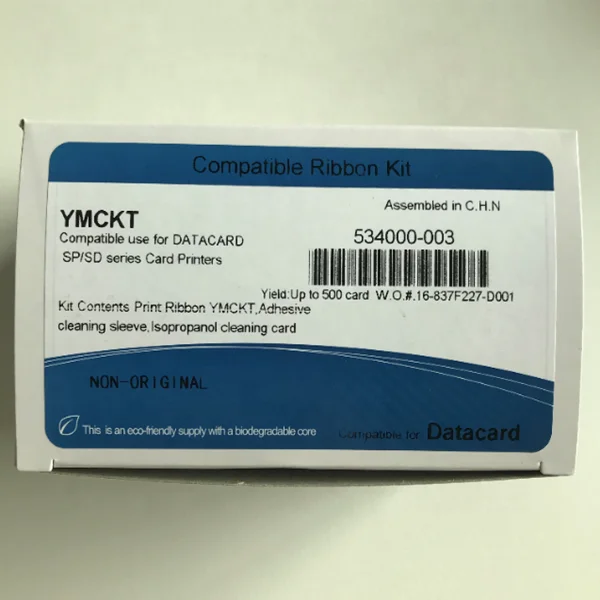 Compatible Ribbon Kit
Assembled in C.H.N
YMCKT
Compatible use for DATACARD
SP/SD series Card Printers
534000-003
Yield:Up to 500 card W.O.#.16-837F227-D001
Kit Contents Print Ribbon YMCKT,Adhesive
cleaning sleeve,Isopropanol cleaning card
NON-ORIGINAL
This is an eco-friendly supply with a biodegradable core
Compatible for Datacard